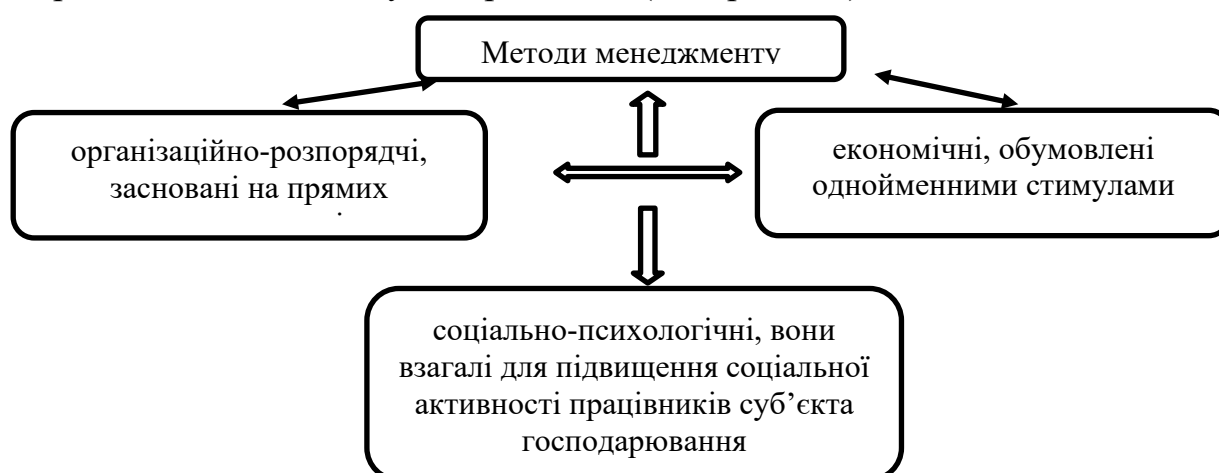 Методи менеджменту
організаційно-розпорядчі,
засновані на прямих
економічні, обумовлені
однойменними стимулами
соціально-психологічні, вони
взагалі для підвищення соціальної
активності працівників суб’єкта
господарювання